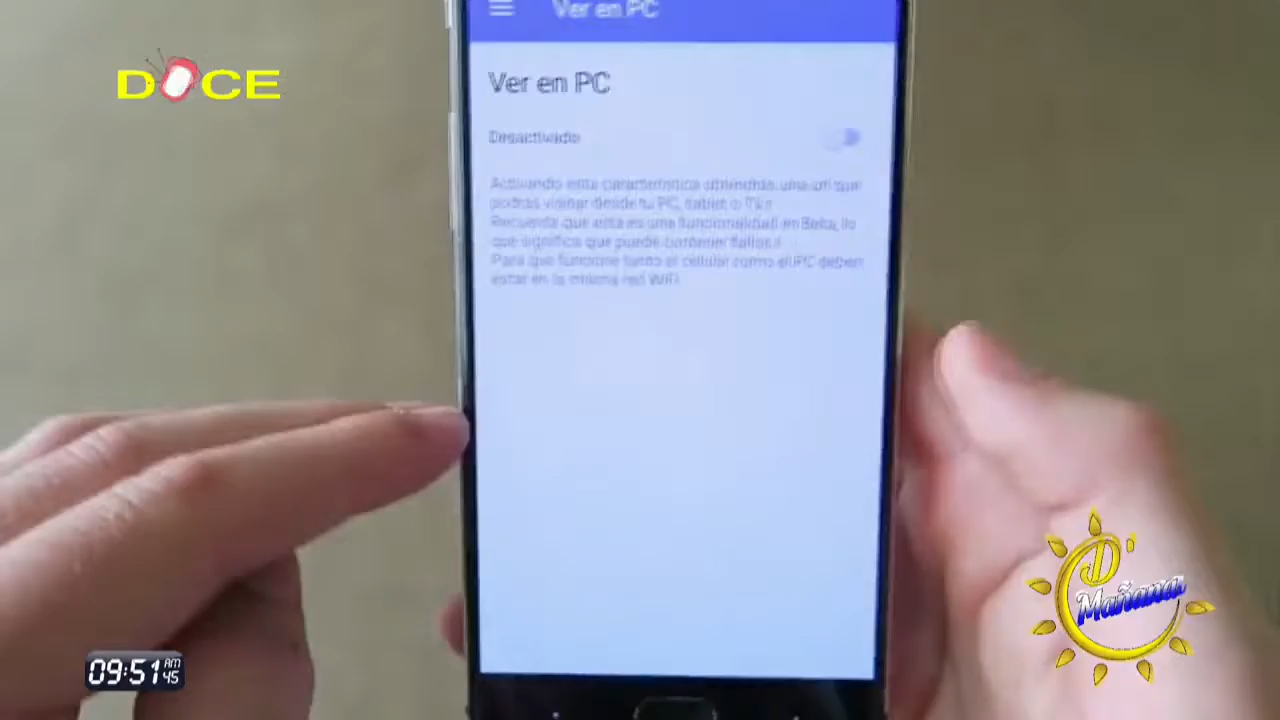 Ver en PC
DOCE
Ver en PC
Desactivado
Activando esta característica obtendrás una url que
podrás visitar desde tu PC, tablet o TV.
Recuerda que esta es una funcionalidad en Beta, lo
que significa que puede contener fallos.
Para que funcione tanto el celular como el PC deben
estar en la misma red WiFi.
D'
Mañana
09:51 AM
45